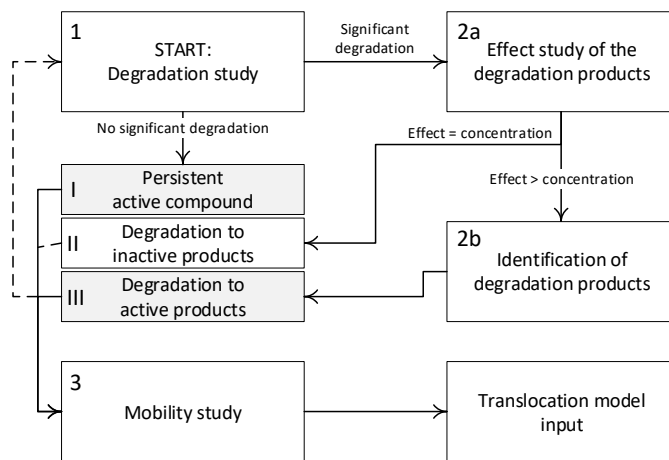 1
START:
Degradation study
Significant
degradation
2a
Effect study of the
degradation products
No significant degradation
Effect = concentration
I
Persistent
active compound
Effect > concentration
II
Degradation to
inactive products
2b
Identification of
degradation products
III
Degradation to
active products
3
Mobility study
Translocation model
input